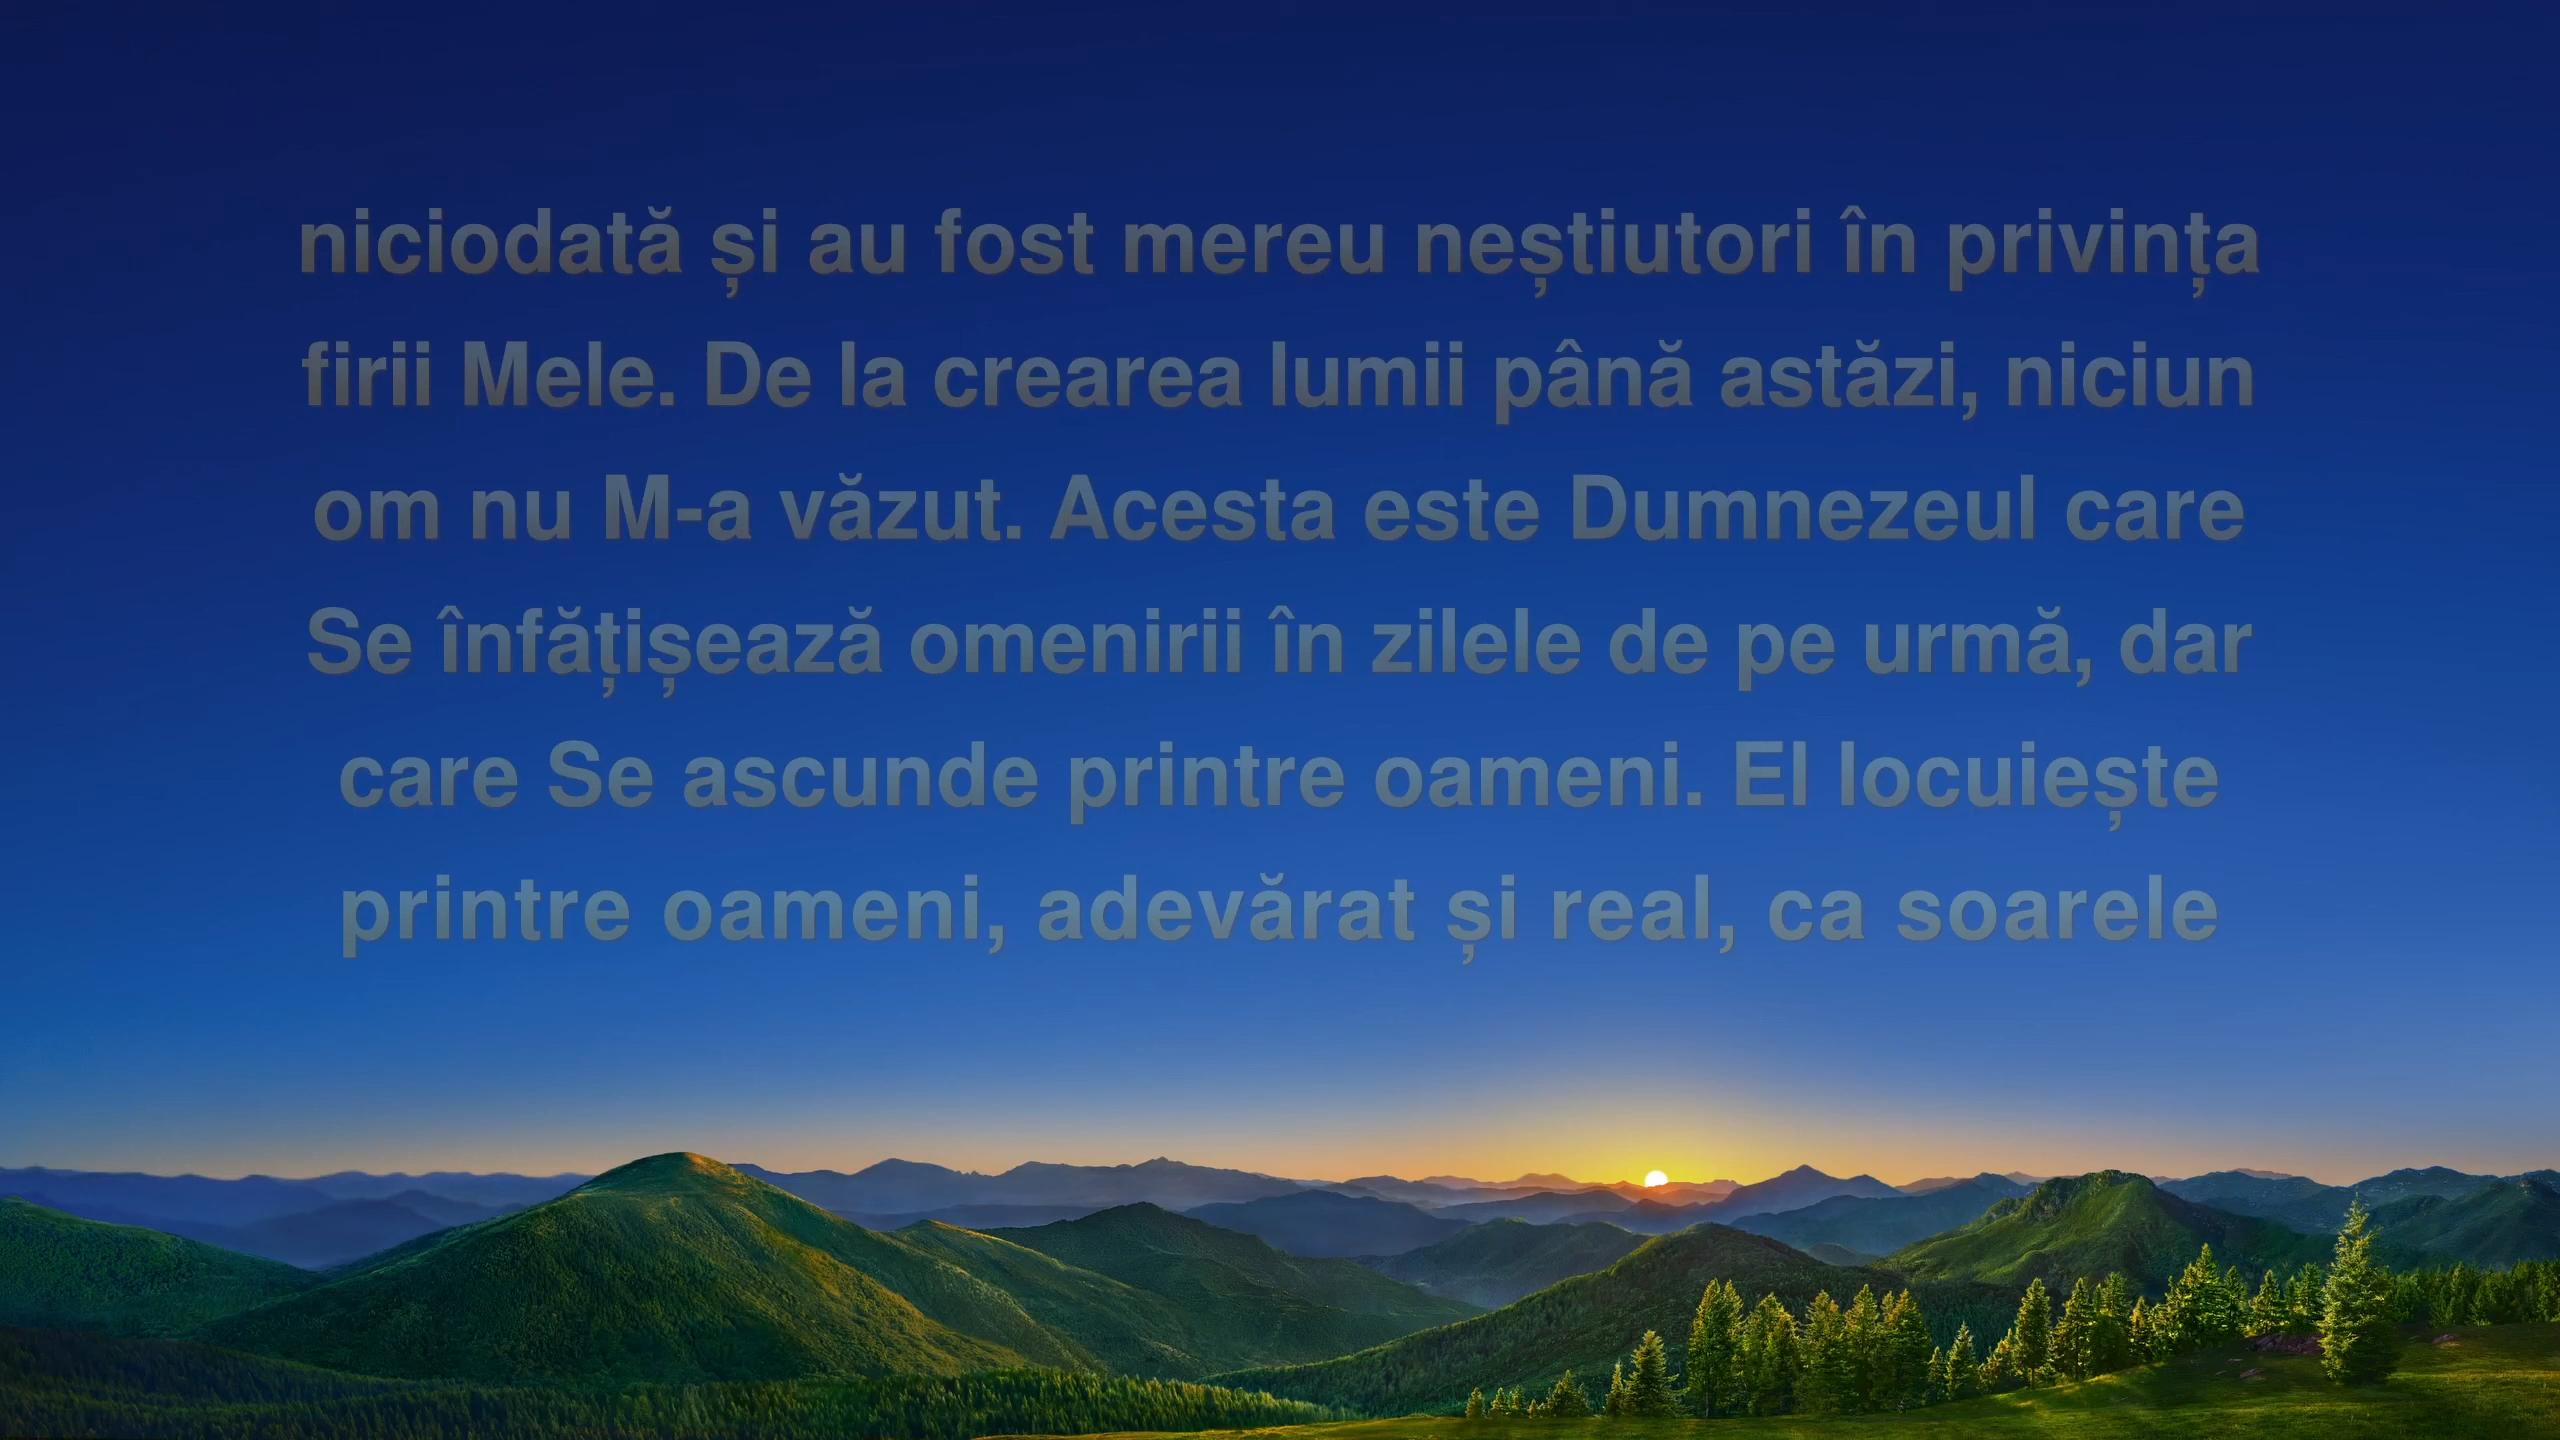 niciodată și au fost mereu neștiutori în privința
firii Mele. De la crearea lumii până astăzi, niciun
om nu M-a văzut. Acesta este Dumnezeul care
Se înfățișează omenirii în zilele de pe urmă, dar
care Se ascunde printre oameni. El locuiește
printre oameni, adevărat și real, ca soarele